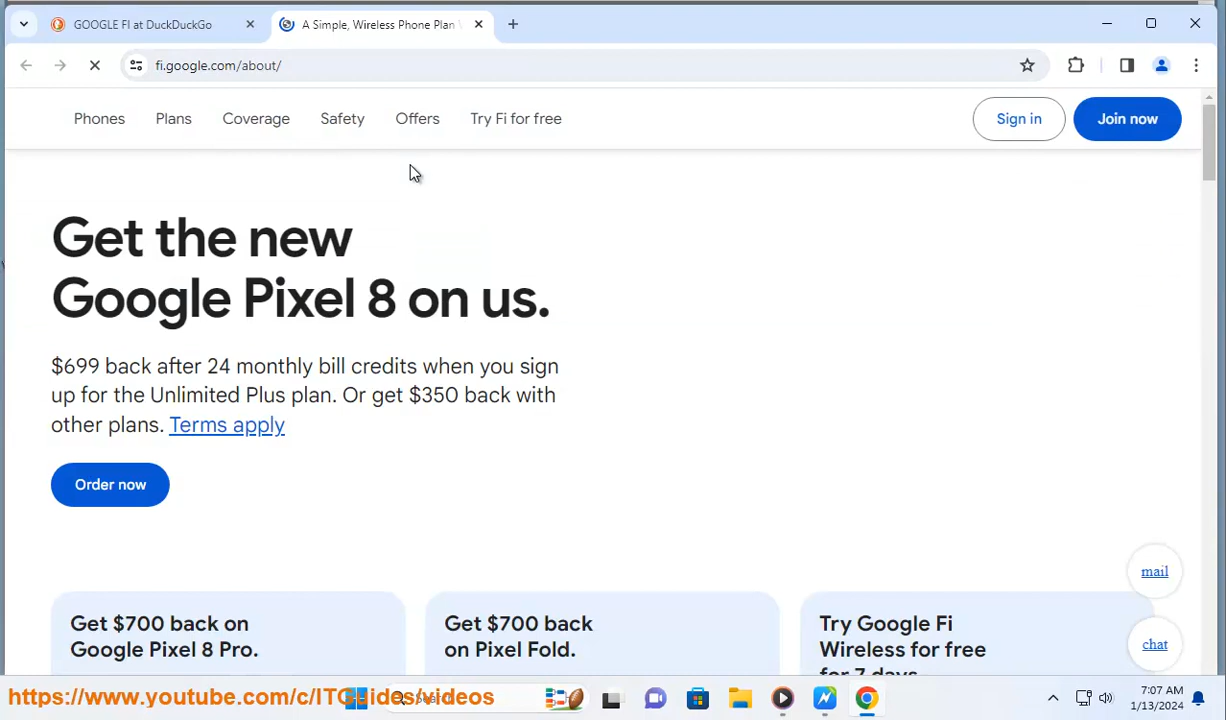 GOOGLE FI at DuckDuckGo
A Simple, Wireless Phone Plan
fi.google.com/about/
Phones Plans Coverage Safety Offers Try Fi for free Sign in Join now
Get the new
Google Pixel 8 on us.
$699 back after 24 monthly bill credits when you sign
up for the Unlimited Plus plan. Or get $350 back with
other plans. Terms apply
Order now
mail
Get $700 back on
Google Pixel 8 Pro.
Get $700 back
on Pixel Fold.
Try Google Fi
Wireless for free
for 7 days
chat
https://www.youtube.com/c/ITGuides/videos
7:07 AM
1/13/2024